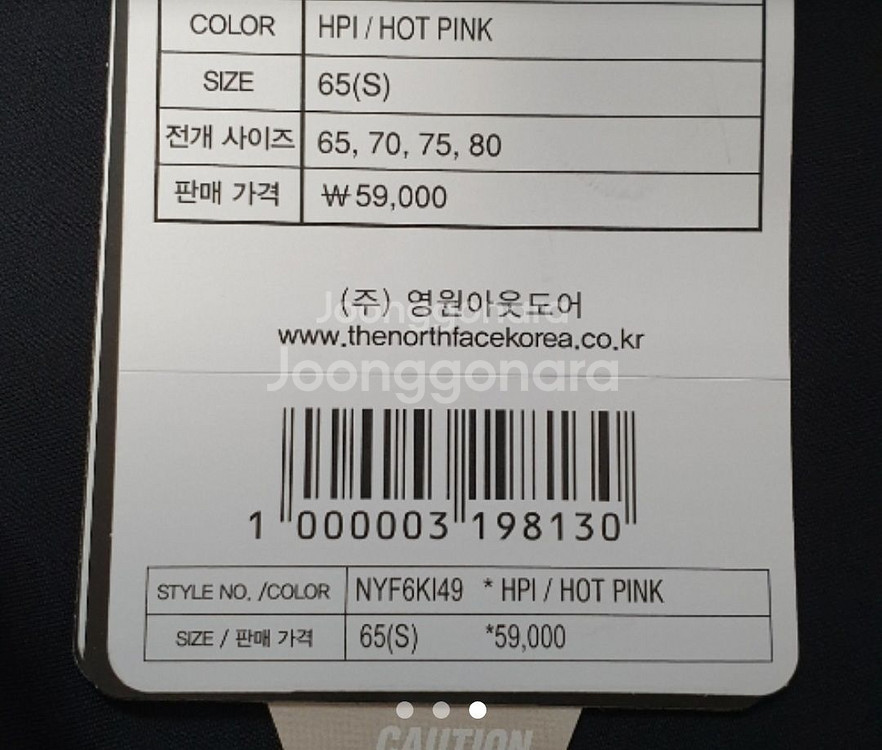 COLOR HPI / HOT PINK
SIZE 65(S)
전개 사이즈 65, 70, 75, 80
판매 가격 ₩59,000
(주) 영원아웃도어
Joonggonara
www.thenorthfacekorea.co.kr
Joonggonara
1 000003 198130
STYLE NO. /COLOR NYF6KI49 * HPI / HOT PINK
SIZE / 판매 가격 65(S) *59,000
CAUTION